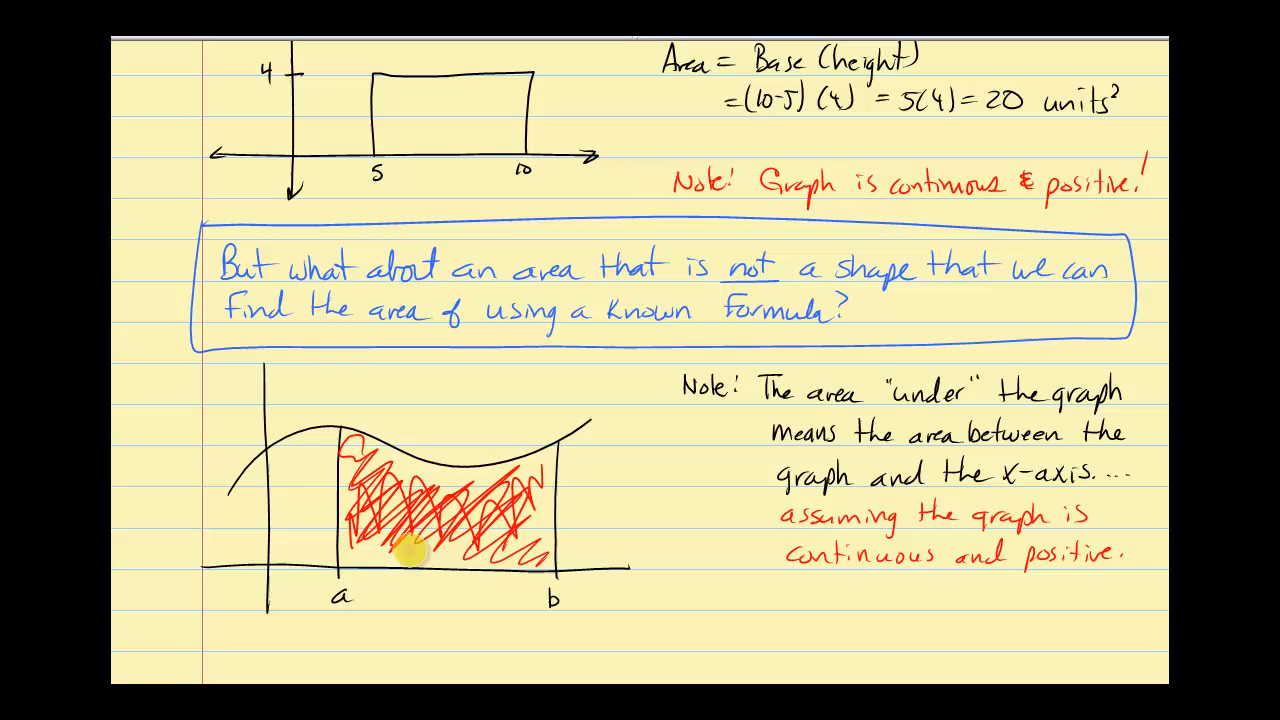 4
5
10
Area = Base (height)
= (10-5) (4) = 5(4) = 20 units²
Note! Graph is continuous & positive!
But what about an area that is not a shape that we can
find the area of using a known formula?
a
b
Note! The area "under" the graph
means the area between the
graph and the x-axis....
assuming the graph is
continuous and positive.